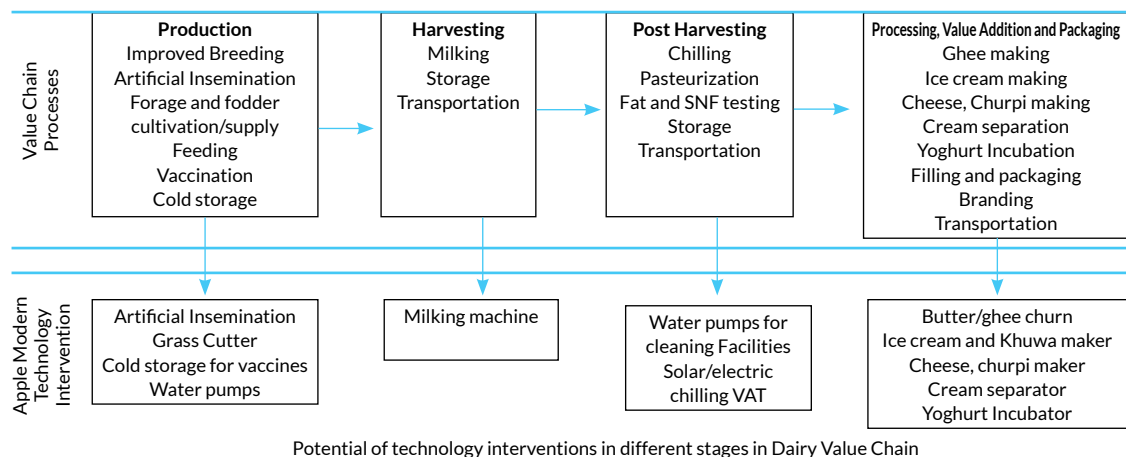 Value Chain
Processes
Production
Improved Breeding
Artificial Insemination
Forage and fodder
cultivation/supply
Feeding
Vaccination
Cold storage
Harvesting
Milking
Storage
Transportation
Post Harvesting
Chilling
Pasteurization
Fat and SNF testing
Storage
Transportation
Processing, Value Addition and Packaging
Ghee making
Ice cream making
Cheese, Churpi making
Cream separation
Yoghurt Incubation
Filling and packaging
Branding
Transportation
Apple Modern
Technology
Intervention
Artificial Insemination
Grass Cutter
Cold storage for vaccines
Water pumps
Milking machine
Water pumps for
cleaning Facilities
Solar/electric
chilling VAT
Butter/ghee churn
Ice cream and Khuwa maker
Cheese, churpi maker
Cream separator
Yoghurt Incubator
Potential of technology interventions in different stages in Dairy Value Chain